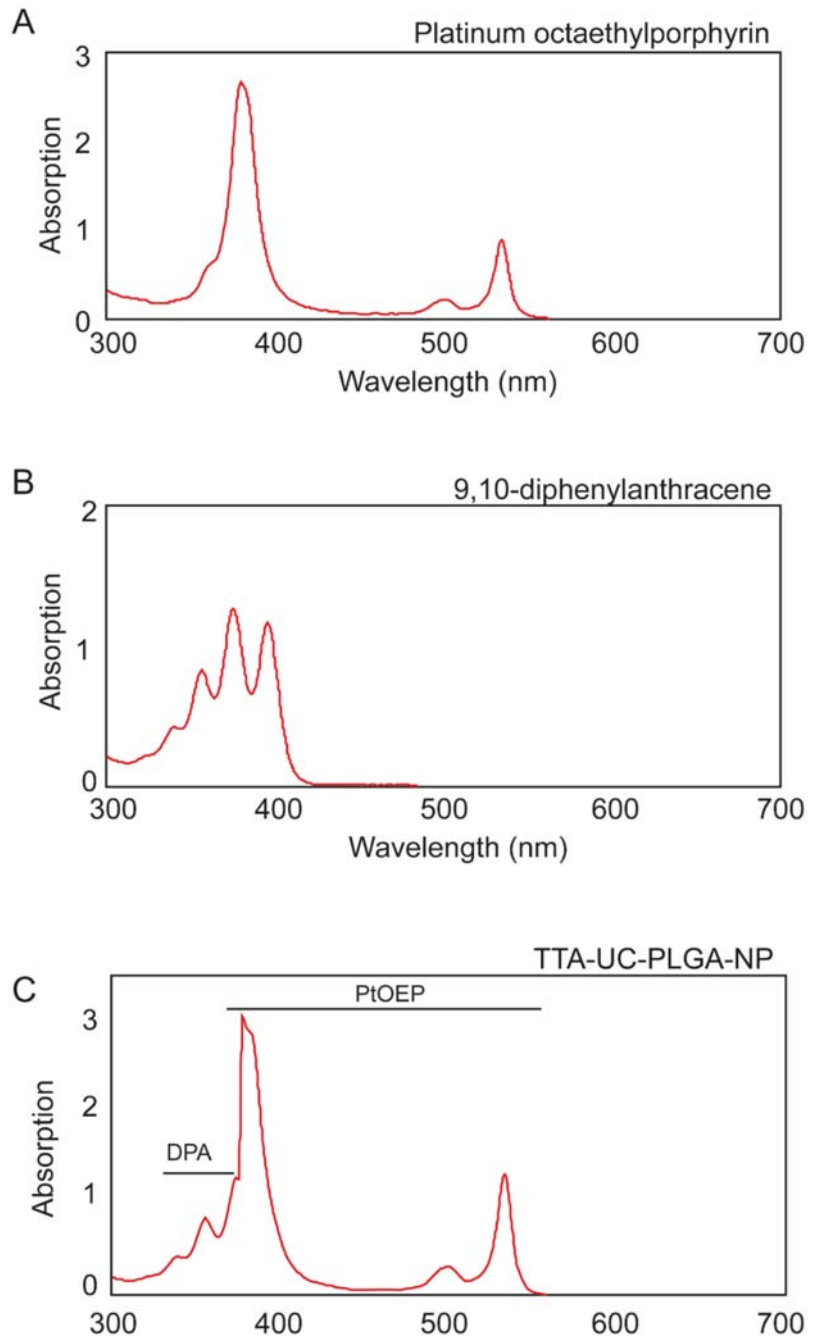 A
Platinum octaethylporphyrin
3
2
1
0
Absorption
300 400 500 600 700
Wavelength (nm)
B
9,10-diphenylanthracene
2
1
0
Absorption
300 400 500 600 700
Wavelength (nm)
C
TTA-UC-PLGA-NP
PtOEP
DPA
3
2
1
0
Absorption
300 400 500 600 700